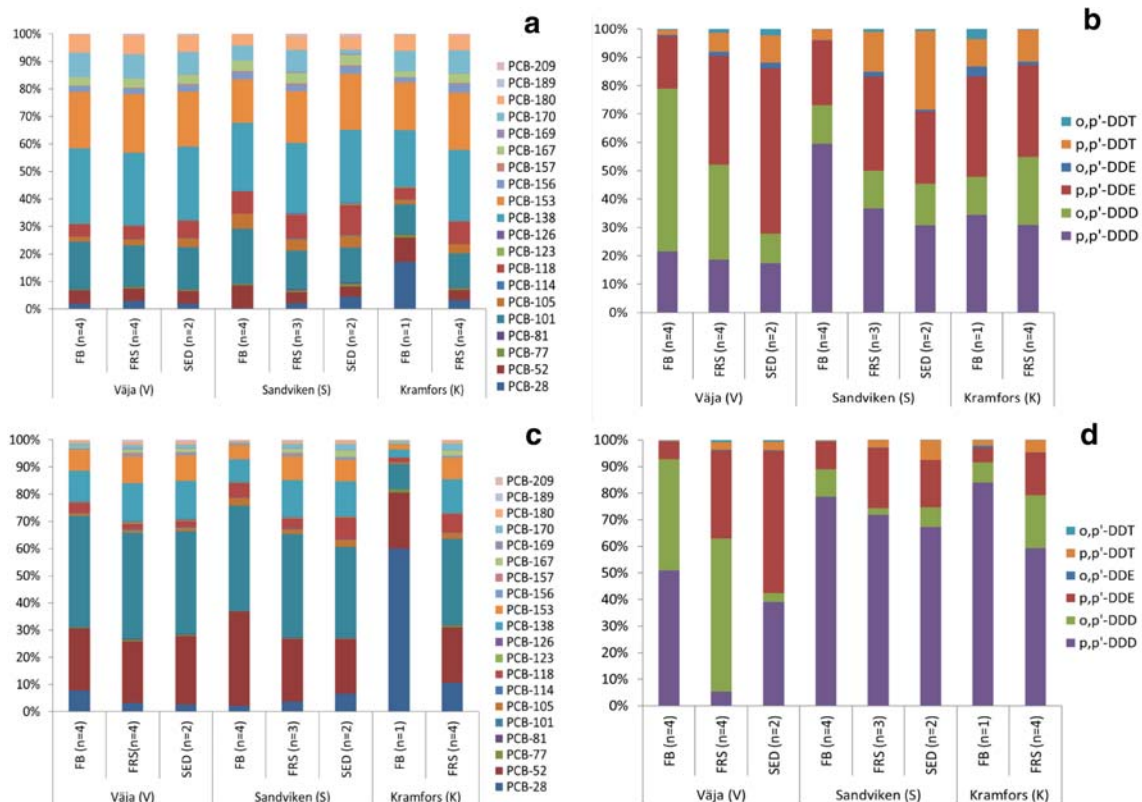 a
100%
90%
80%
70%
60%
50%
40%
30%
20%
10%
0%
FB (n=4)
FRS (n=4)
SED (n=2)
FB (n=4)
FRS (n=3)
SED (n=2)
FB (n=1)
FRS (n=4)
Väja (V)
Sandviken (S)
Kramfors (K)
PCB-209
PCB-189
PCB-180
PCB-170
PCB-169
PCB-167
PCB-157
PCB-156
PCB-153
PCB-138
PCB-126
PCB-123
PCB-118
PCB-114
PCB-105
PCB-101
PCB-81
PCB-77
PCB-52
PCB-28
b
100%
90%
80%
70%
60%
50%
40%
30%
20%
10%
0%
FB (n=4)
FRS (n=4)
SED (n=2)
FB (n=4)
FRS (n=3)
SED (n=2)
FB (n=1)
FRS (n=4)
Väja (V)
Sandviken (S)
Kramfors (K)
o,p'-DDT
p,p'-DDT
o,p'-DDE
p,p'-DDE
o,p'-DDD
p,p'-DDD
c
100%
90%
80%
70%
60%
50%
40%
30%
20%
10%
0%
FB (n=4)
FRS(n=4)
SED (n=2)
FB (n=4)
FRS (n=3)
SED (n=2)
FB (n=1)
FRS (n=4)
Väja (V)
Sandviken (S)
Kramfors (K)
PCB-209
PCB-189
PCB-180
PCB-170
PCB-169
PCB-167
PCB-157
PCB-156
PCB-153
PCB-138
PCB-126
PCB-123
PCB-118
PCB-114
PCB-105
PCB-101
PCB-81
PCB-77
PCB-52
PCB-28
d
100%
90%
80%
70%
60%
50%
40%
30%
20%
10%
0%
FB (n=4)
FRS (n=4)
SED (n=2)
FB (n=4)
FRS (n=3)
SED (n=2)
FB (n=1)
FRS (n=4)
Väja (V)
Sandviken (S)
Kramfors (K)
o,p'-DDT
p,p'-DDT
o,p'-DDE
p,p'-DDE
o,p'-DDD
p,p'-DDD